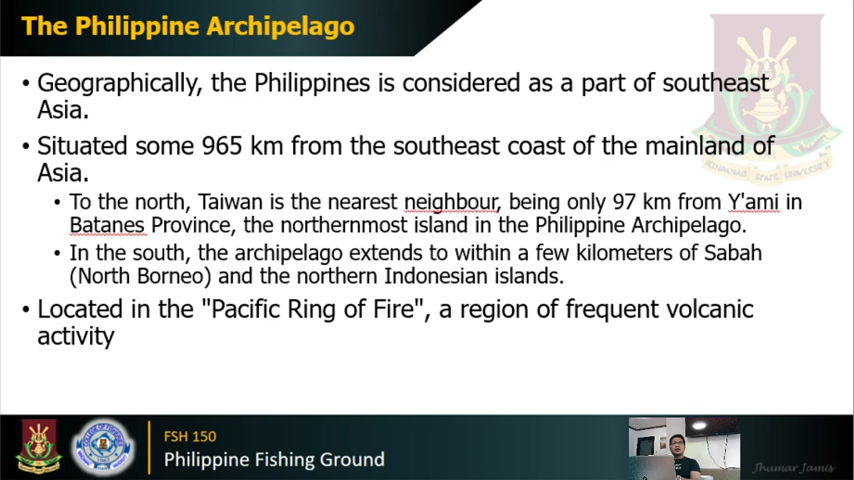 The Philippine Archipelago
• Geographically, the Philippines is considered as a part of southeast
Asia.
• Situated some 965 km from the southeast coast of the mainland of
Asia.
• To the north, Taiwan is the nearest neighbour, being only 97 km from Y'ami in
Batanes Province, the northernmost island in the Philippine Archipelago.
• In the south, the archipelago extends to within a few kilometers of Sabah
(North Borneo) and the northern Indonesian islands.
• Located in the "Pacific Ring of Fire", a region of frequent volcanic
activity
FSH 150
Philippine Fishing Ground
Jhumar Jamis